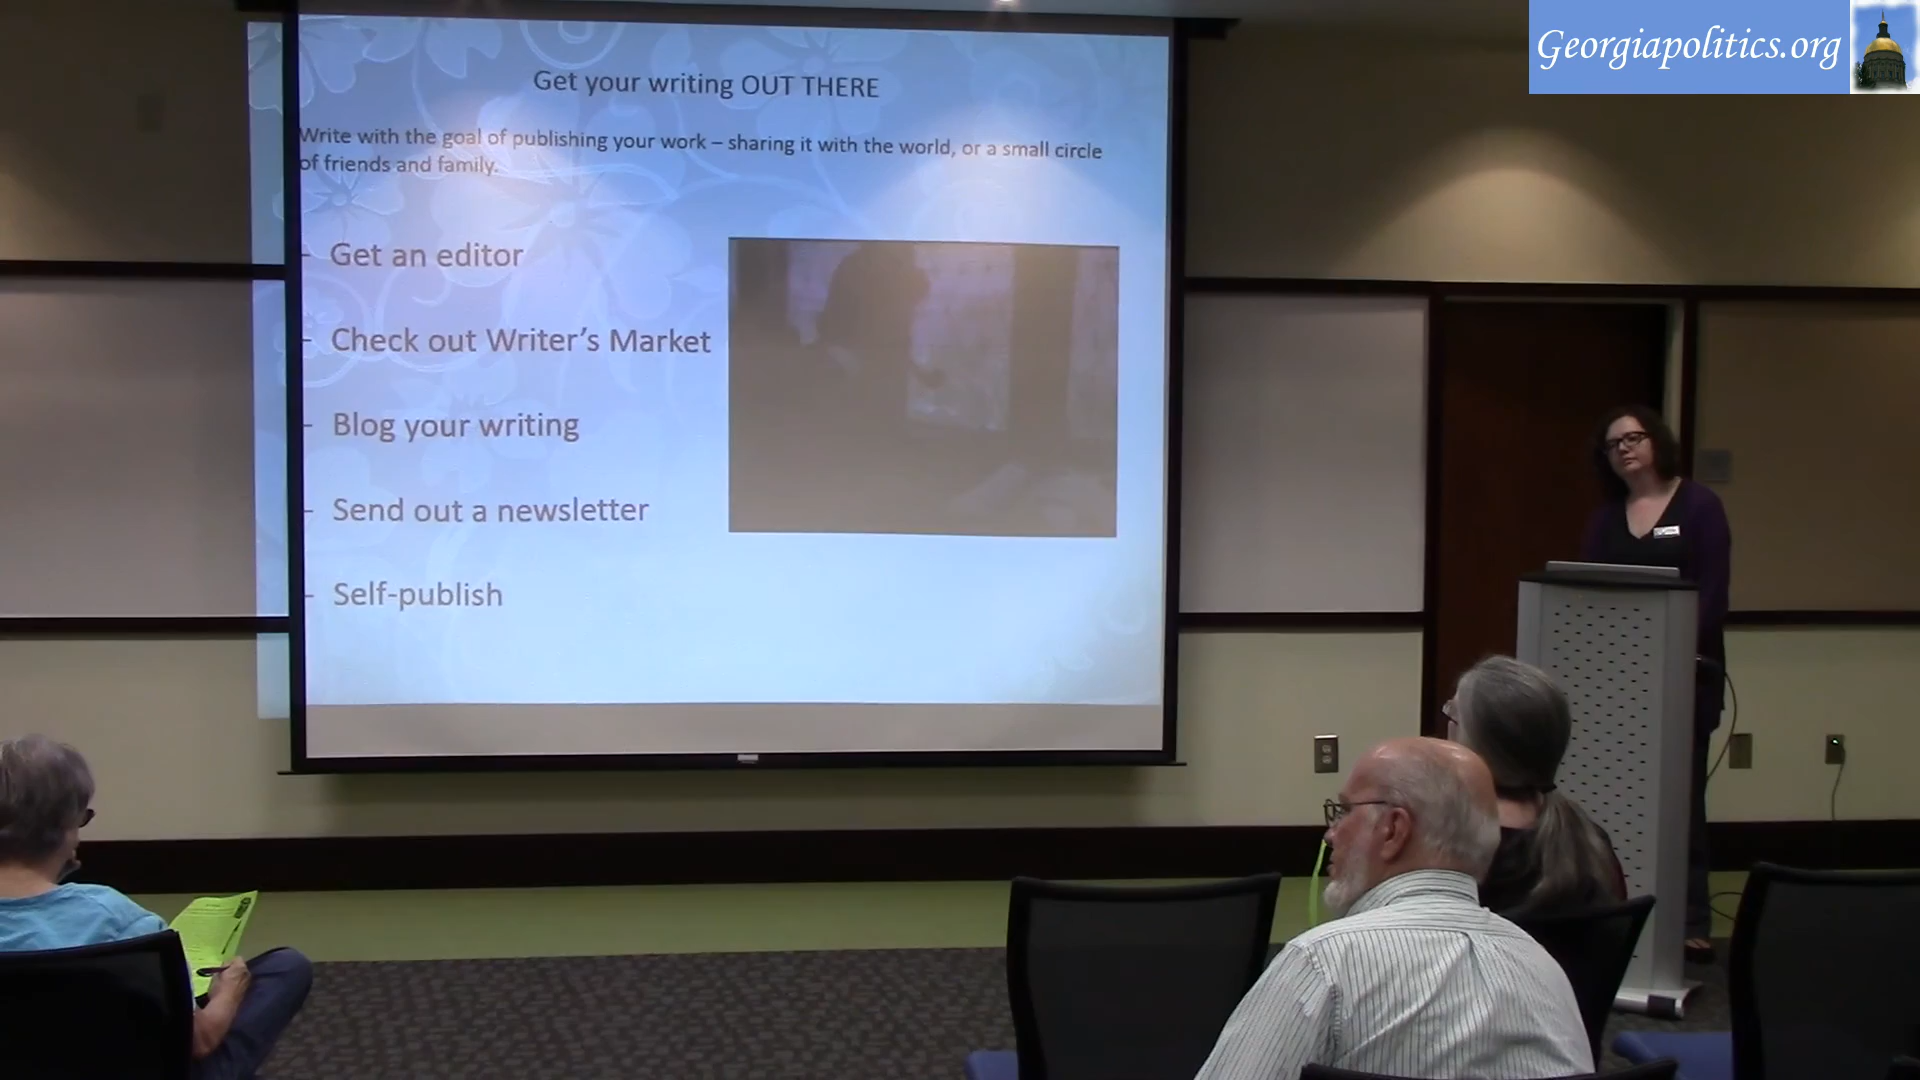 Georgiapolitics.org
Get your writing OUT THERE
Write with the goal of publishing your work – sharing it with the world, or a small circle
of friends and family.
- Get an editor
- Check out Writer's Market
- Blog your writing
- Send out a newsletter
- Self-publish